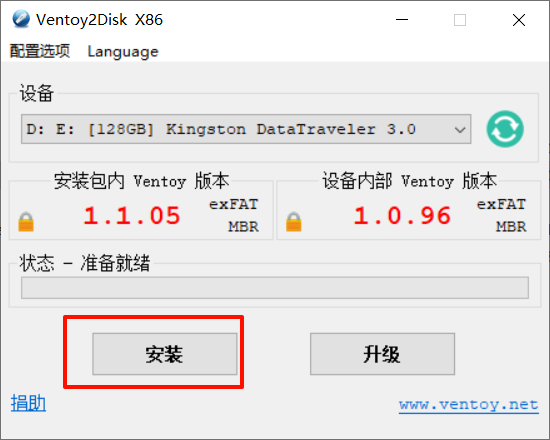 Ventoy2Disk X86
配置选项 Language
设备
D: E: [128GB] Kingston DataTraveler 3.0
安装包内 Ventoy 版本 设备内部 Ventoy 版本
1.1.05 exFAT MBR 1.0.96 exFAT MBR
状态 - 准备就绪
安装 升级
捐助 www.ventoy.net